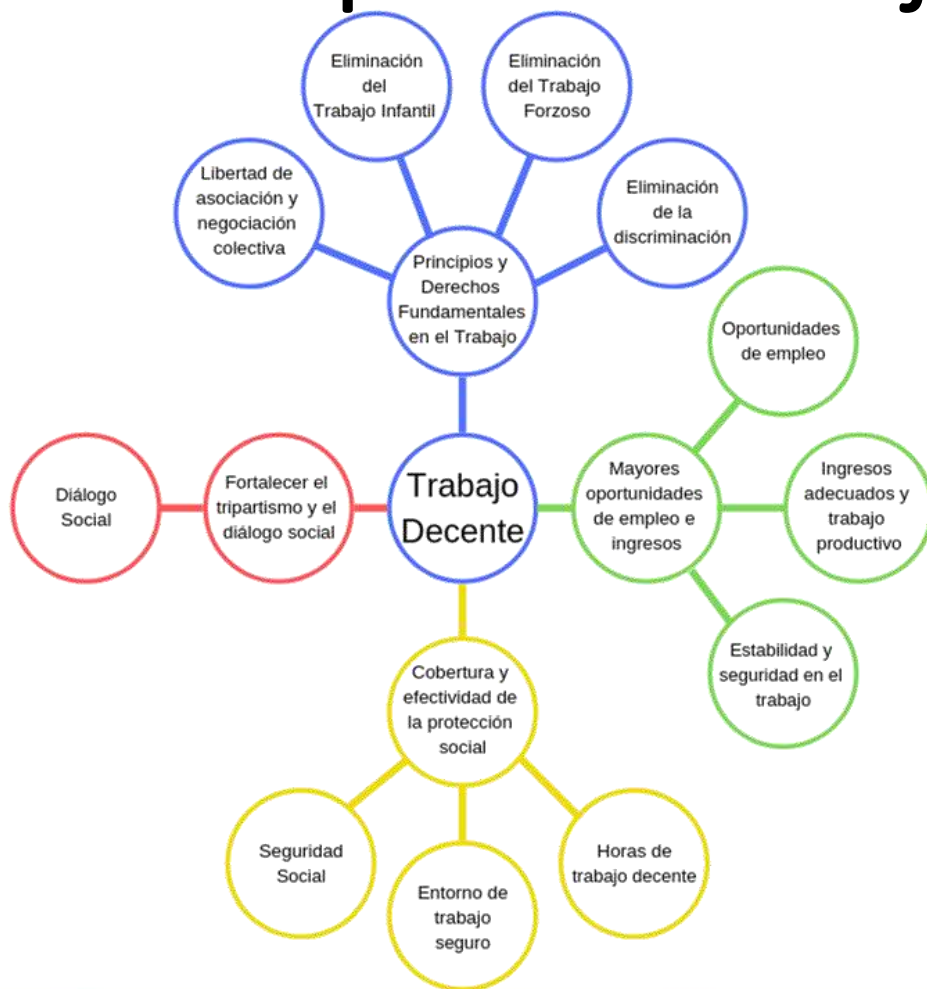 Eliminación
del
Trabajo Infantil
Eliminación
del Trabajo
Forzoso
Libertad de
asociación y
negociación
colectiva
Eliminación
de la
discriminación
Principios y
Derechos
Fundamentales
en el Trabajo
Oportunidades
de empleo
Diálogo
Social
Fortalecer el
tripartismo y el
diálogo social
Trabajo
Decente
Mayores
oportunidades
de empleo e
ingresos
Ingresos
adecuados y
trabajo
productivo
Estabilidad y
seguridad en el
trabajo
Cobertura y
efectividad de
la protección
social
Seguridad
Social
Entorno de
trabajo
seguro
Horas de
trabajo decente